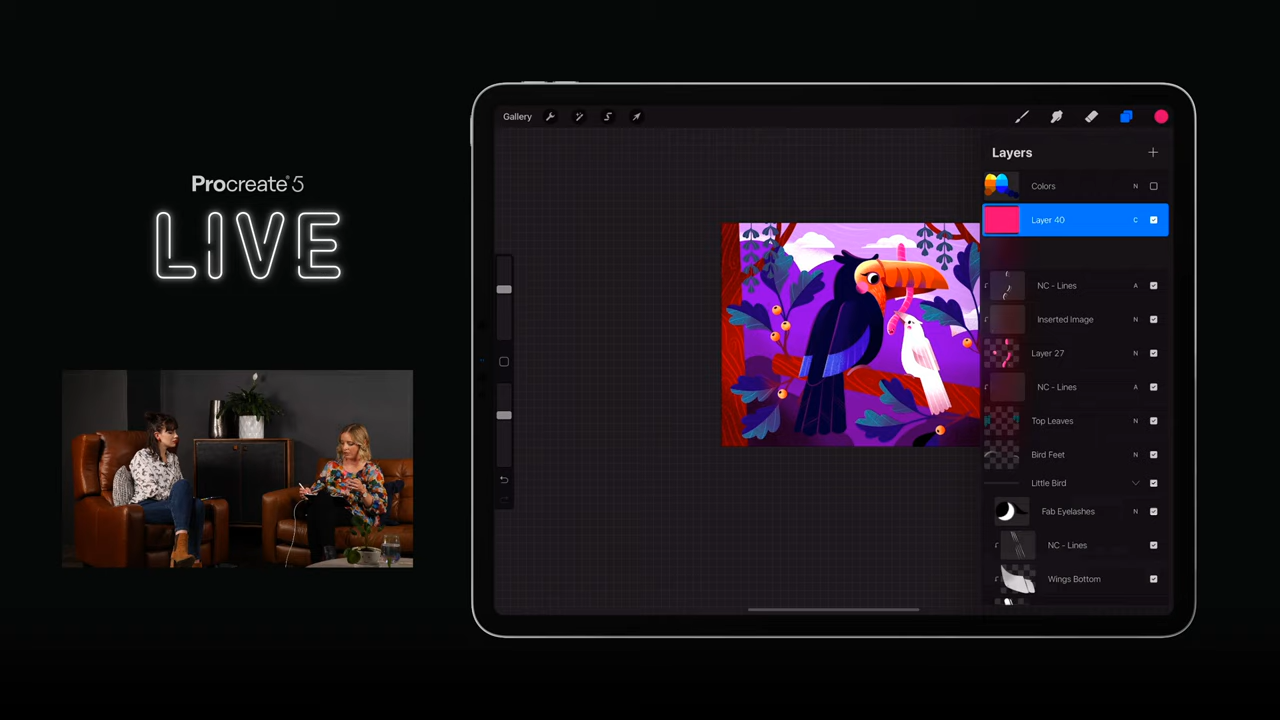 Procreate® 5
LIVE
Gallery
Layers
Colors N
Layer 40 C
NC - Lines A
Inserted Image N
Layer 27 N
NC - Lines A
Top Leaves N
Bird Feet N
Little Bird
Fab Eyelashes N
NC - Lines
Wings Bottom